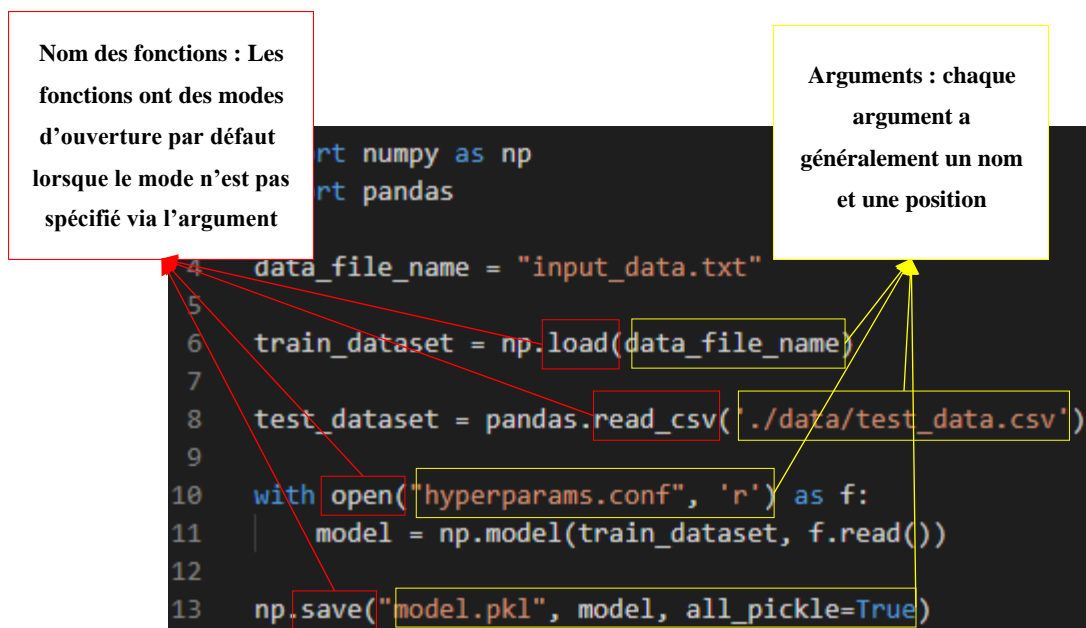 Nom des fonctions : Les
fonctions ont des modes
d'ouverture par défaut
lorsque le mode n'est pas
spécifié via l'argument
Arguments : chaque
argument a
généralement un nom
et une position
rt numpy as np
rt pandas
4 data_file_name = "input_data.txt"
5
6 train_dataset = np.load(data_file_name)
7
8 test_dataset = pandas.read_csv('./data/test_data.csv')
9
10 with open("hyperparams.conf", 'r') as f:
11 model = np.model(train_dataset, f.read())
12
13 np.save("model.pkl", model, all_pickle=True)